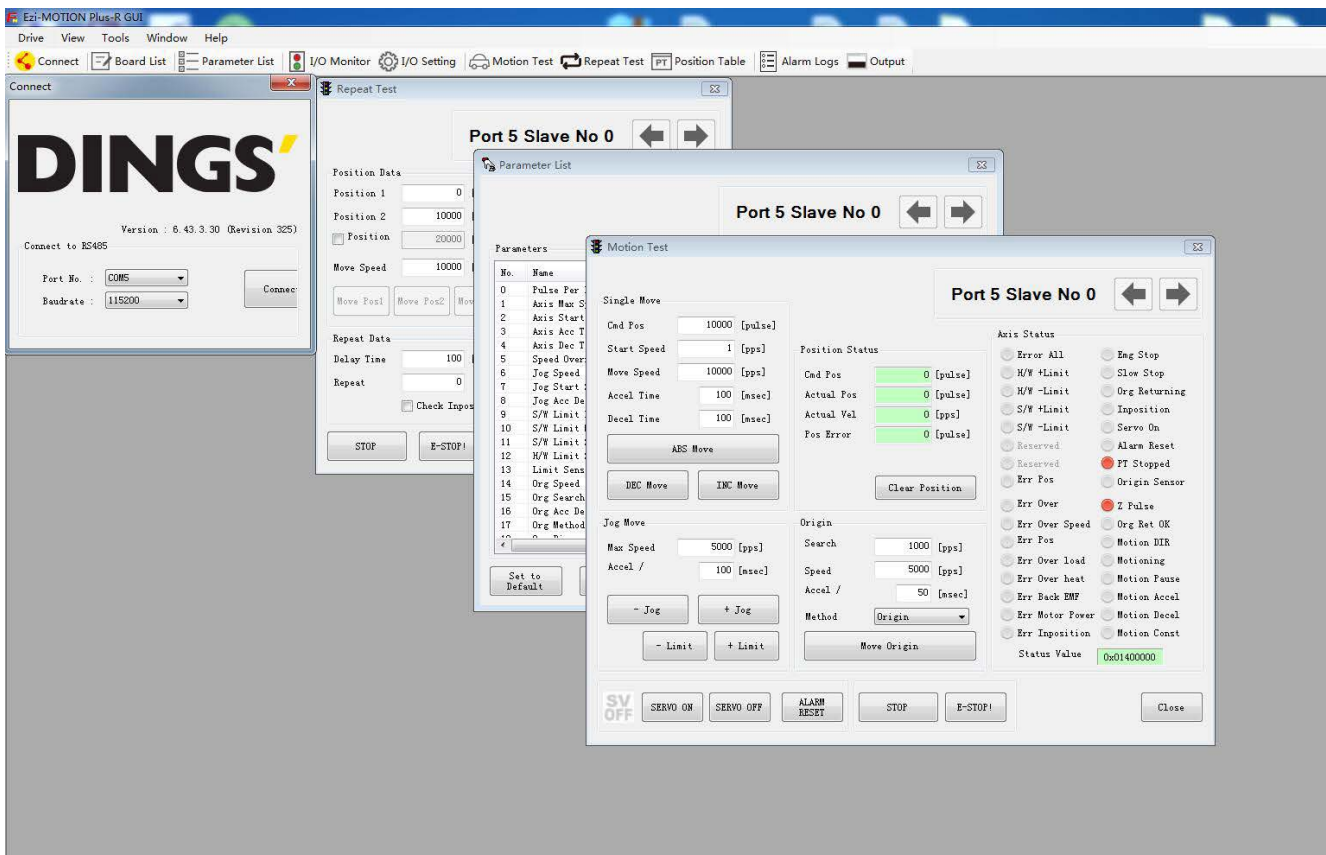 Ezi-MOTION Plus-R GUI
Drive View Tools Window Help
Connect Board List Parameter List I/O Monitor I/O Setting Motion Test Repeat Test PT Position Table Alarm Logs Output
Connect
DINGS'
Version : 6.43.3.30 (Revision 325)
Connect to RS485
Port No. : COM5
Baudrate : 115200
Connec
Repeat Test
Port 5 Slave No 0
Position Data
Position 1 0
Position 2 10000
Position 20000
Move Speed 10000
Move Pos1 Move Pos2 Mov
Repeat Data
Delay Time 100
Repeat 0
Check Inpos
STOP E-STOP!
Parameter List
Port 5 Slave No 0
Parameters
No. Name
0 Pulse Per
1 Axis Max S
2 Axis Start
3 Axis Acc T
4 Axis Dec T
5 Speed Over
6 Jog Speed
7 Jog Start
8 Jog Acc De
9 S/W Limit
10 S/W Limit
11 S/W Limit
12 H/W Limit
13 Limit Sens
14 Org Speed
15 Org Search
16 Org Acc De
17 Org Method
Set to
Default
Motion Test
Port 5 Slave No 0
Single Move
Cmd Pos 10000 [pulse]
Start Speed 1 [pps]
Move Speed 10000 [pps]
Accel Time 100 [msec]
Decel Time 100 [msec]
ABS Move
DEC Move INC Move
Position Status
Cmd Pos 0 [pulse]
Actual Pos 0 [pulse]
Actual Vel 0 [pps]
Pos Error 0 [pulse]
Clear Position
Jog Move
Max Speed 5000 [pps]
Accel / 100 [msec]
- Jog + Jog
- Limit + Limit
Origin
Search 1000 [pps]
Speed 5000 [pps]
Accel / 50 [msec]
Method Origin
Move Origin
Axis Status
Error All Emg Stop
H/W +Limit Slow Stop
H/W -Limit Org Returning
S/W +Limit Inposition
S/W -Limit Servo On
Reserved Alarm Reset
Reserved PT Stopped
Err Pos Origin Sensor
Err Over Z Pulse
Err Over Speed Org Ret OK
Err Pos Motion DIR
Err Over load Motioning
Err Over heat Motion Pause
Err Back EMF Motion Accel
Err Motor Power Motion Decel
Err Inposition Motion Const
Status Value 0x01400000
SV
OFF
SERVO ON SERVO OFF
ALARM
RESET
STOP E-STOP!
Close